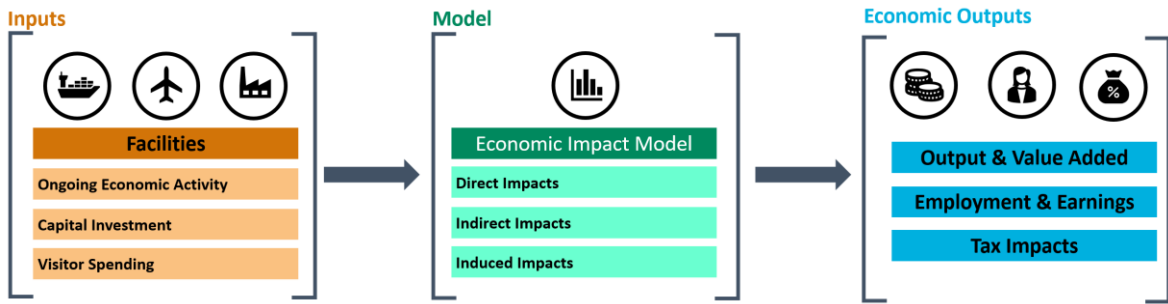 Inputs
Facilities
Ongoing Economic Activity
Capital Investment
Visitor Spending
Model
Economic Impact Model
Direct Impacts
Indirect Impacts
Induced Impacts
Economic Outputs
%
Output & Value Added
Employment & Earnings
Tax Impacts